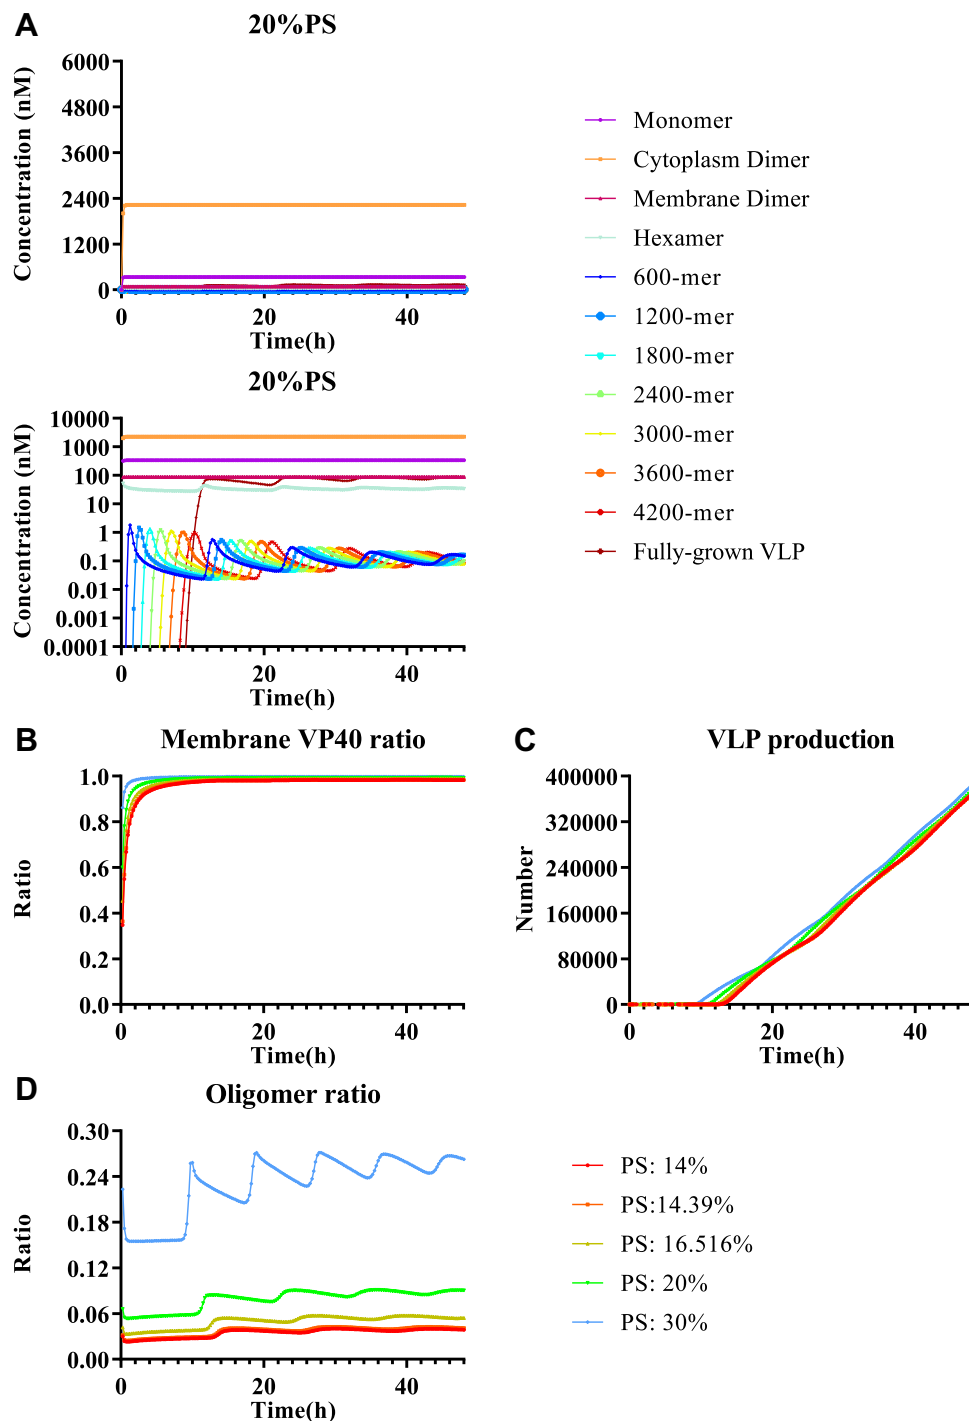 A
20%PS
Concentration (nM)
6000
4800
3600
2400
1200
0
0 20 40
Time(h)
Monomer
Cytoplasm Dimer
Membrane Dimer
Hexamer
600-mer
1200-mer
1800-mer
2400-mer
3000-mer
3600-mer
4200-mer
Fully-grown VLP
20%PS
Concentration (nM)
10000
1000
100
10
1
0.1
0.01
0.001
0.0001
0 20 40
Time(h)
B
Membrane VP40 ratio
Ratio
1.0
0.8
0.6
0.4
0.2
0.0
0 20 40
Time(h)
C
VLP production
Number
400000
320000
240000
160000
80000
0
0 20 40
Time(h)
D
Oligomer ratio
Ratio
0.30
0.24
0.18
0.12
0.06
0.00
0 20 40
Time(h)
PS: 14%
PS:14.39%
PS: 16.516%
PS: 20%
PS: 30%